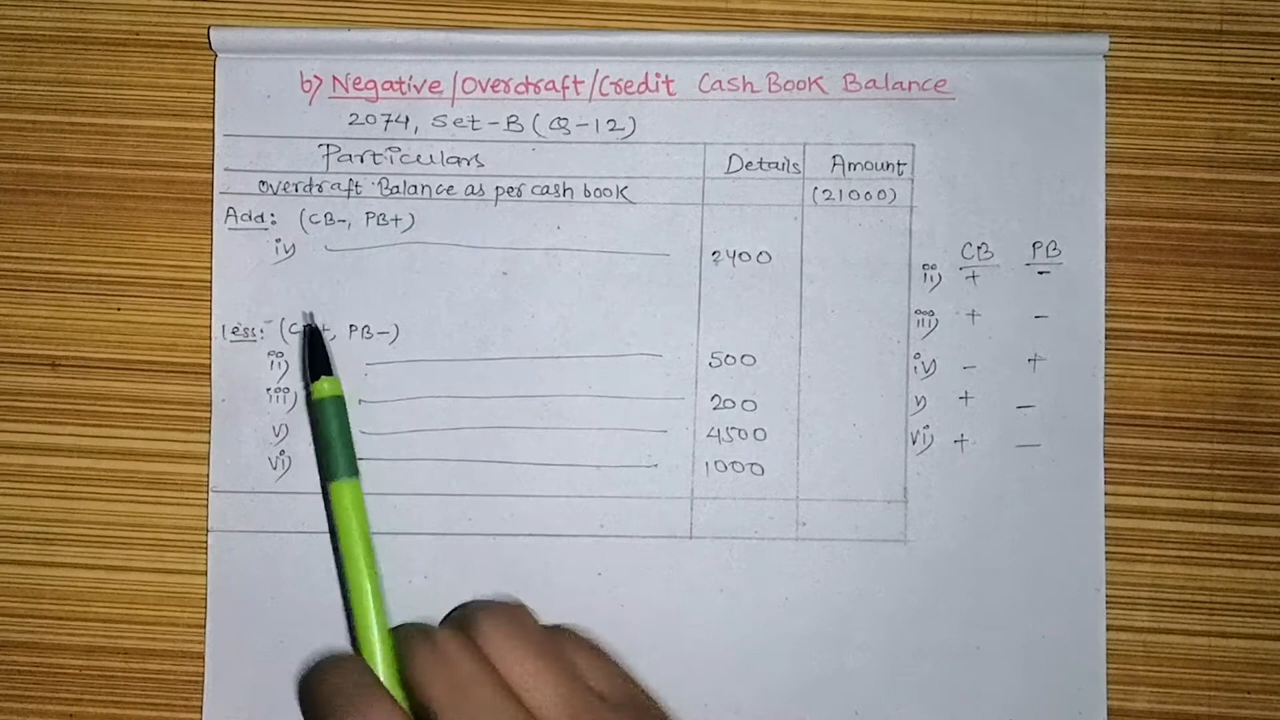 b) Negative/Overdraft/Credit Cash Book Balance
2074, Set-B (Q-12)
Particulars Details Amount
overdraft Balance as per cash book (21000)
Add: (CB-, PB+)
iv) 2400
Less: (CB+, PB-)
ii) 500
iii) 200
v) 4500
vi) 1000
CB PB
ii) + -
iii) + -
iv) - +
v) + -
vi) + -